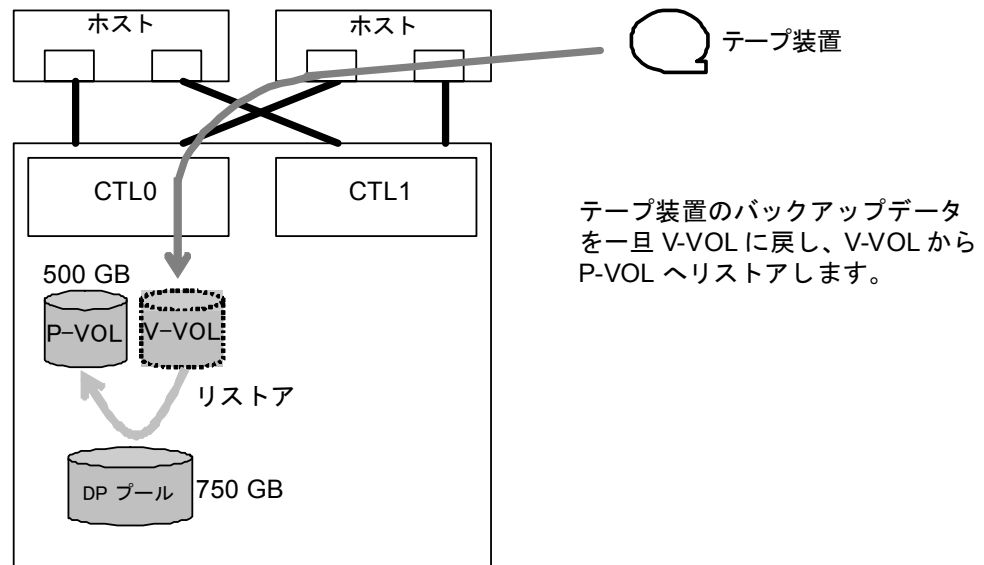 ホスト
ホスト
テープ装置
CTL0
CTL1
テープ装置のバックアップデータ
を一旦 V-VOL に戻し、V-VOL から
P-VOL へリストアします。
500 GB
P-VOL
V-VOL
リストア
DP プール
750 GB